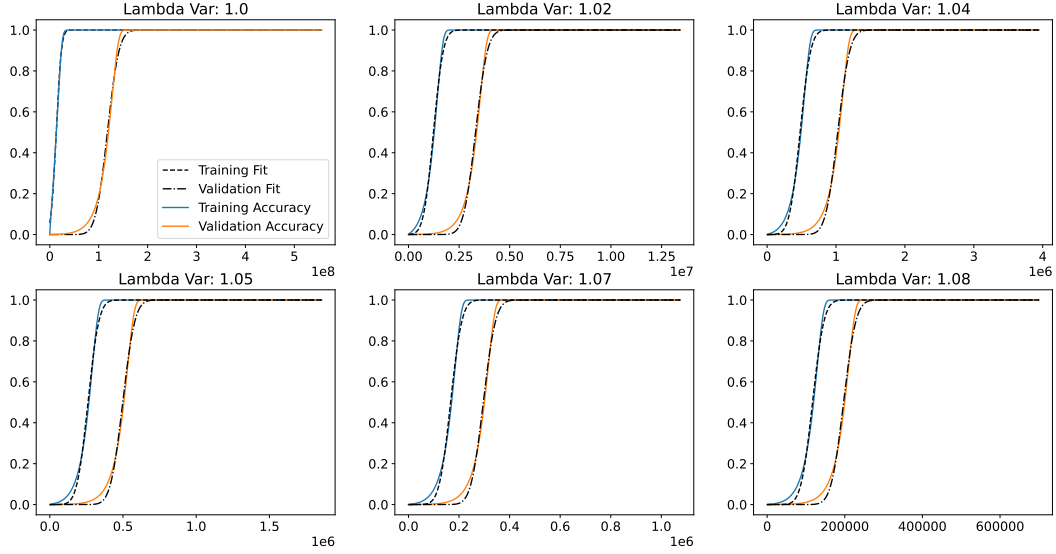 Lambda Var: 1.0
Lambda Var: 1.02
Lambda Var: 1.04
1.0
0.8
0.6
0.4
0.2
0.0
Training Fit
Validation Fit
Training Accuracy
Validation Accuracy
0 1 2 3 4 5
1e8
1.0
0.8
0.6
0.4
0.2
0.0
0.00 0.25 0.50 0.75 1.00 1.25
1e7
1.0
0.8
0.6
0.4
0.2
0.0
0 1 2 3 4
1e6
Lambda Var: 1.05
Lambda Var: 1.07
Lambda Var: 1.08
1.0
0.8
0.6
0.4
0.2
0.0
0.0 0.5 1.0 1.5
1e6
1.0
0.8
0.6
0.4
0.2
0.0
0.0 0.2 0.4 0.6 0.8 1.0
1e6
1.0
0.8
0.6
0.4
0.2
0.0
0 200000 400000 600000